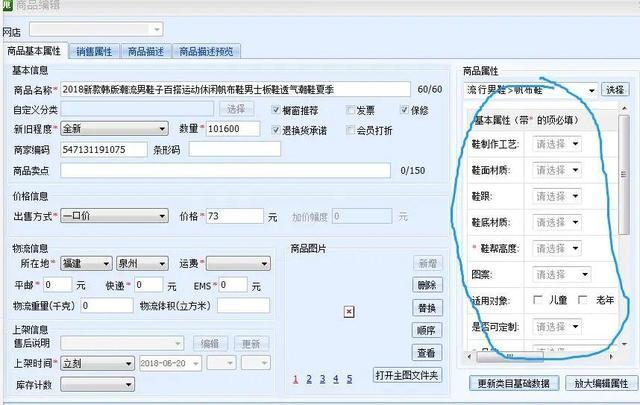 商品编辑
网店
商品基本属性 销售属性 商品描述 商品描述预览
基本信息
商品名称* 2018新款韩版潮流男鞋子百搭运动休闲帆布鞋男士板鞋透气潮鞋夏季 60/60
自定义分类 选择 橱窗推荐 发票 保修
新旧程度* 全新 数量* 101600 退换货承诺 会员打折
商家编码 547131191075 条形码
商品卖点 0/150
价格信息
出售方式* 一口价 价格* 73 元 加价幅度 0 元
物流信息
所在地* 福建 泉州 运费*
平邮* 0 元 快递* 0 元 EMS* 0 元
物流重量(千克) 0 物流体积(立方米)
上架信息
售后说明 编辑 更新
上架时间* 立刻 2018-06-20
库存计数
商品图片
新增
删除
替换
顺序
查看
1 2 3 4 5 打开主图文件夹
商品属性
流行男鞋>帆布鞋 选择
基本属性（带* 的项必填）
鞋制作工艺: 请选择
鞋面材质: 请选择
鞋跟: 请选择
鞋底材质: 请选择
* 鞋帮高度: 请选择
图案: 请选择
适用对象: 儿童 老年
是否可定制: 请选择
更新类目基础数据 放大编辑属性